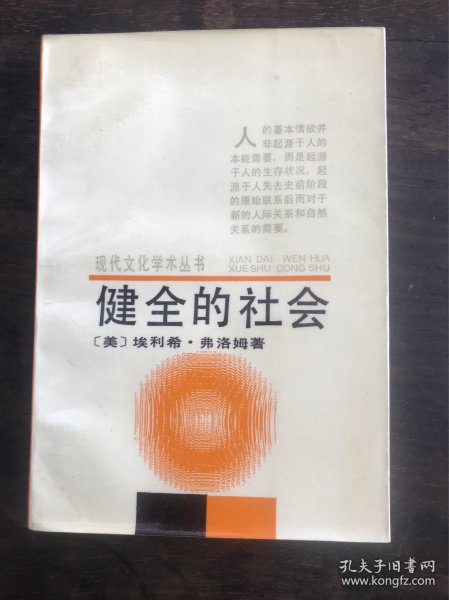 人的基本情欲并
非起源于人的
本能需要，而是起源
于人的生存状况，起
源于人失去史前阶段
的原始联系后而对于
新的人际关系和自然
关系的需要。
现代文化学术丛书
XIAN DAI WEN HUA
XUE SHU CONG SHU
健全的社会
〔美〕埃利希·弗洛姆著
孔夫子旧书网
www.kongfz.com